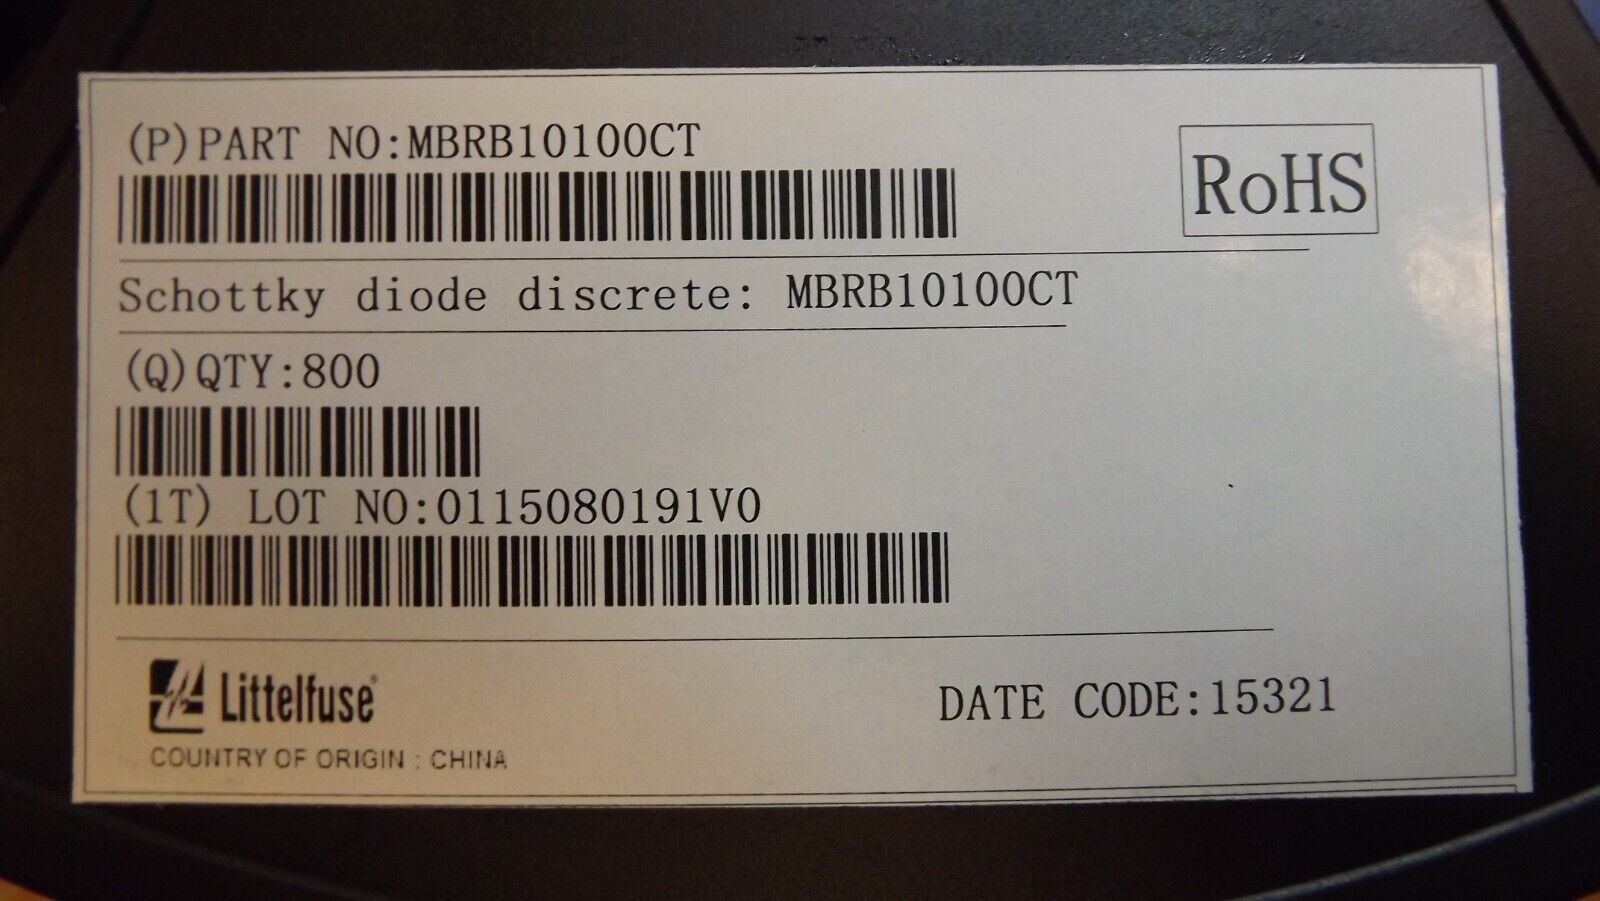 (P)PART NO:MBRB10100CT
RoHS
Schottky diode discrete: MBRB10100CT
(Q)QTY:800
(1T) LOT NO:0115080191V0
Littelfuse®
COUNTRY OF ORIGIN : CHINA
DATE CODE:15321